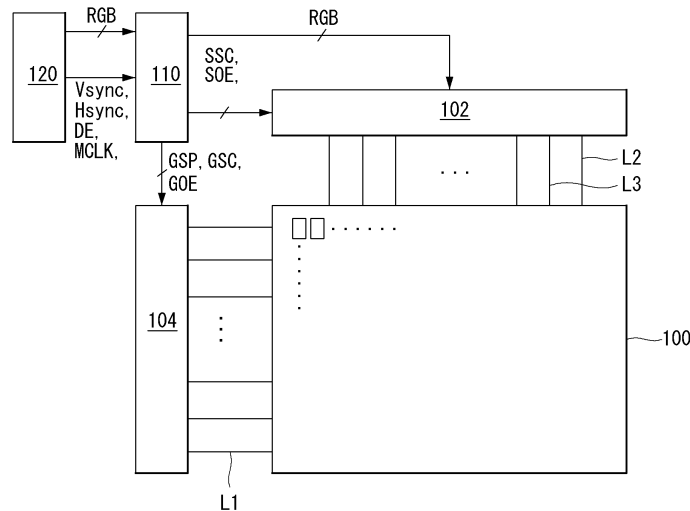 RGB
RGB
120
110
SSC,
SOE,
102
Vsync,
Hsync,
DE,
MCLK,
GSP, GSC,
GOE
L2
L3
104
100
L1